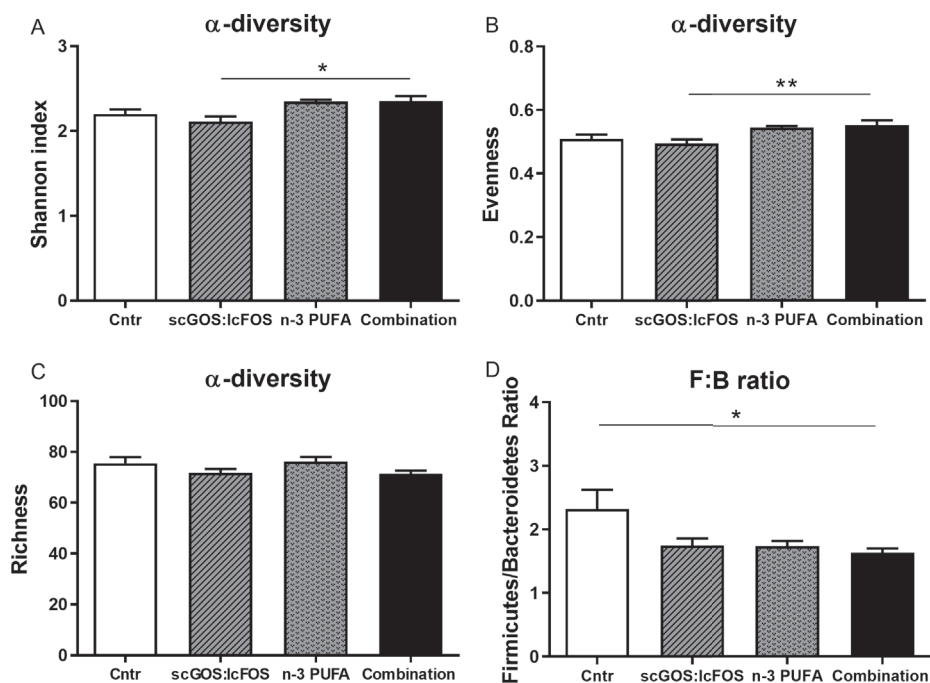 A
α-diversity
Shannon index
3
2
1
0
*
Cntr scGOS:lcFOS n-3 PUFA Combination
B
α-diversity
Evenness
0.8
0.6
0.4
0.2
0.0
**
Cntr scGOS:lcFOS n-3 PUFA Combination
C
α-diversity
Richness
100
80
60
40
20
0
Cntr scGOS:lcFOS n-3 PUFA Combination
D
F:B ratio
Firmicutes/Bacteroidetes Ratio
4
3
2
1
0
*
Cntr scGOS:lcFOS n-3 PUFA Combination